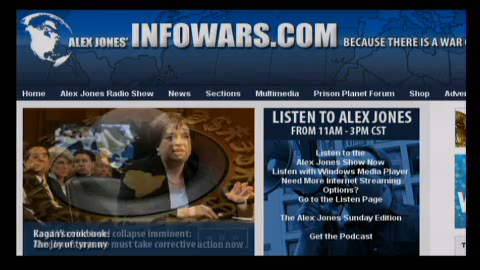 ALEX JONES' INFOWARS.COM BECAUSE THERE IS A WAR
Home Alex Jones Radio Show News Sections Multimedia Prison Planet Forum Shop
LISTEN TO ALEX JONES
FROM 11AM - 3PM CST
Listen to the
Alex Jones Show Now
Listen with Windows Media Player
Need More Internet Streaming
Options?
Go to the Listen Page
The Alex Jones Sunday Edition
Get the Podcast
Kagan's cookbook:
The joy of tyranny
collapse imminent:
must take corrective action now